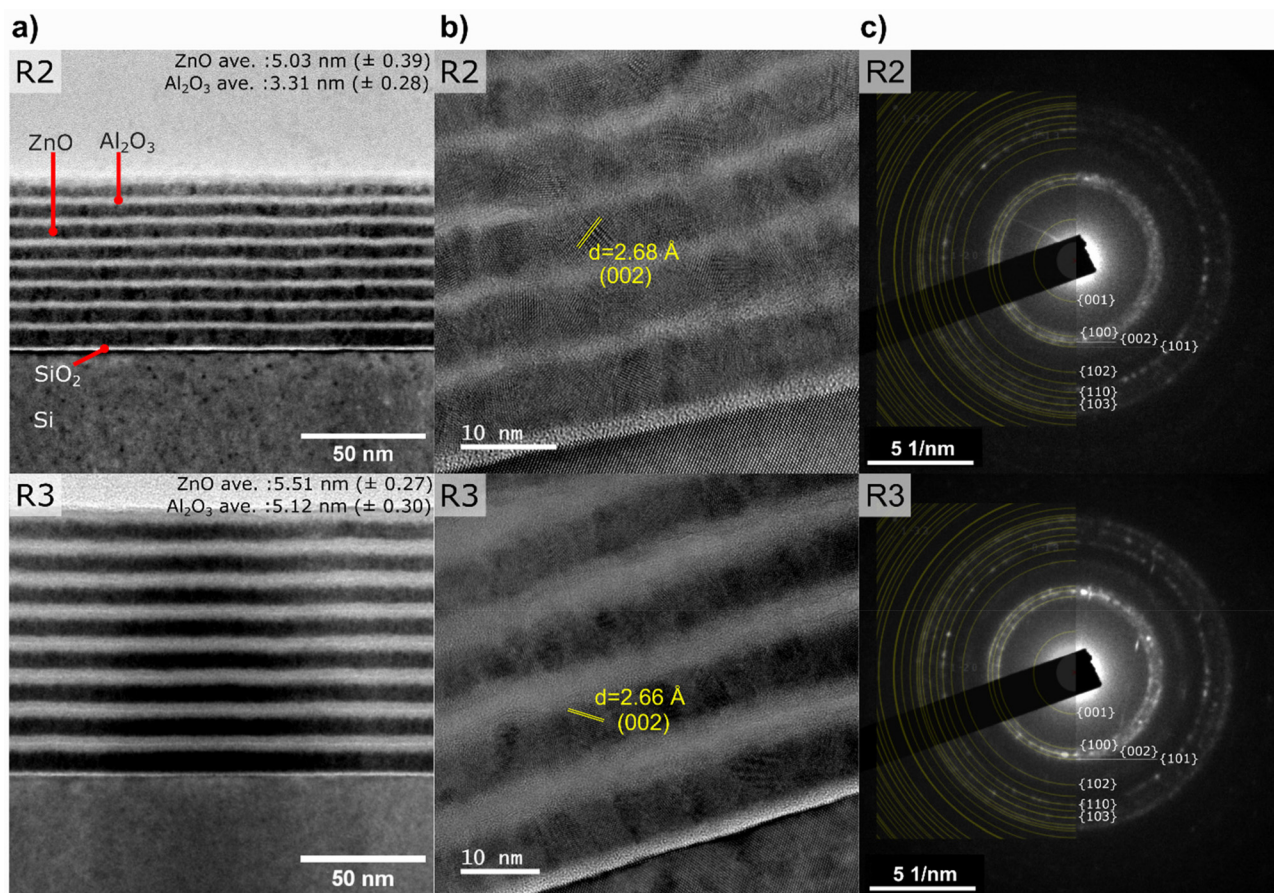 a)
b)
c)
R2
ZnO ave. :5.03 nm (± 0.39)
Al₂O₃ ave. :3.31 nm (± 0.28)
ZnO
Al₂O₃
SiO₂
Si
50 nm
R2
d=2.68 Å
(002)
10 nm
R2
{001}
{100}
{002}
{101}
{102}
{110}
{103}
5 1/nm
R3
ZnO ave. :5.51 nm (± 0.27)
Al₂O₃ ave. :5.12 nm (± 0.30)
50 nm
R3
d=2.66 Å
(002)
10 nm
R3
{001}
{100}
{002}
{101}
{102}
{110}
{103}
5 1/nm